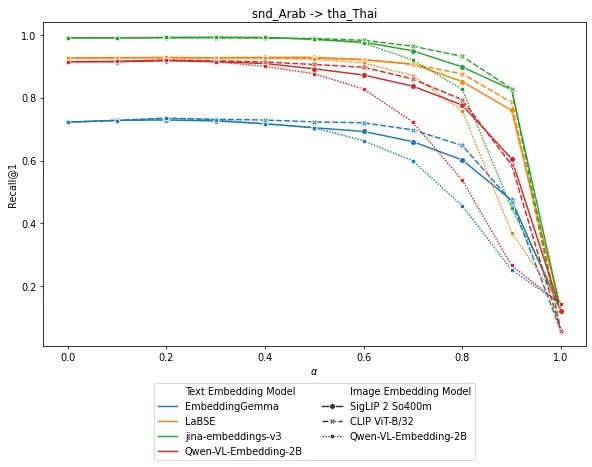 snd_Arab -> tha_Thai
1.0
0.8
0.6
0.4
0.2
Recall@1
0.0 0.2 0.4 0.6 0.8 1.0
α
Text Embedding Model Image Embedding Model
EmbeddingGemma SigLIP 2 So400m
LaBSE CLIP ViT-B/32
jina-embeddings-v3 Qwen-VL-Embedding-2B
Qwen-VL-Embedding-2B